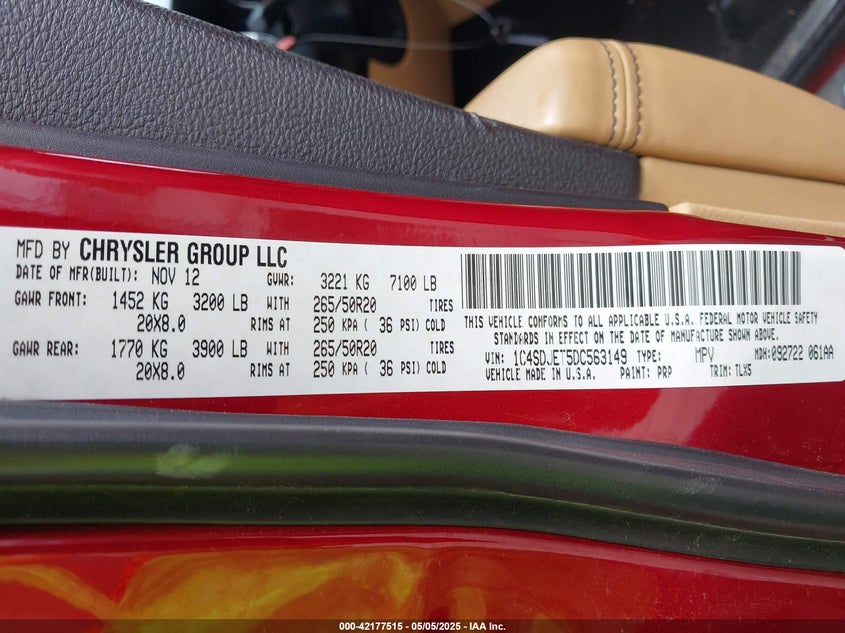 MFD BY CHRYSLER GROUP LLC
DATE OF MFR(BUILT): NOV 12 GVWR: 3221 KG 7100 LB
GAWR FRONT: 1452 KG 3200 LB WITH 265/50R20 TIRES
20X8.0 RIMS AT 250 KPA ( 36 PSI) COLD
GAWR REAR: 1770 KG 3900 LB WITH 265/50R20 TIRES
20X8.0 RIMS AT 250 KPA ( 36 PSI) COLD
THIS VEHICLE CONFORMS TO ALL APPLICABLE U.S.A. FEDERAL MOTOR VEHICLE SAFETY
STANDARDS IN EFFECT ON THE DATE OF MANUFACTURE SHOWN ABOVE.
VIN: 1C4SDJET5DC563149 TYPE: MPV MDH: 092722 061AA
VEHICLE MADE IN U.S.A. PAINT: PRP TRIM: TLX5
000-42177515 - 05/05/2025 - IAA Inc.